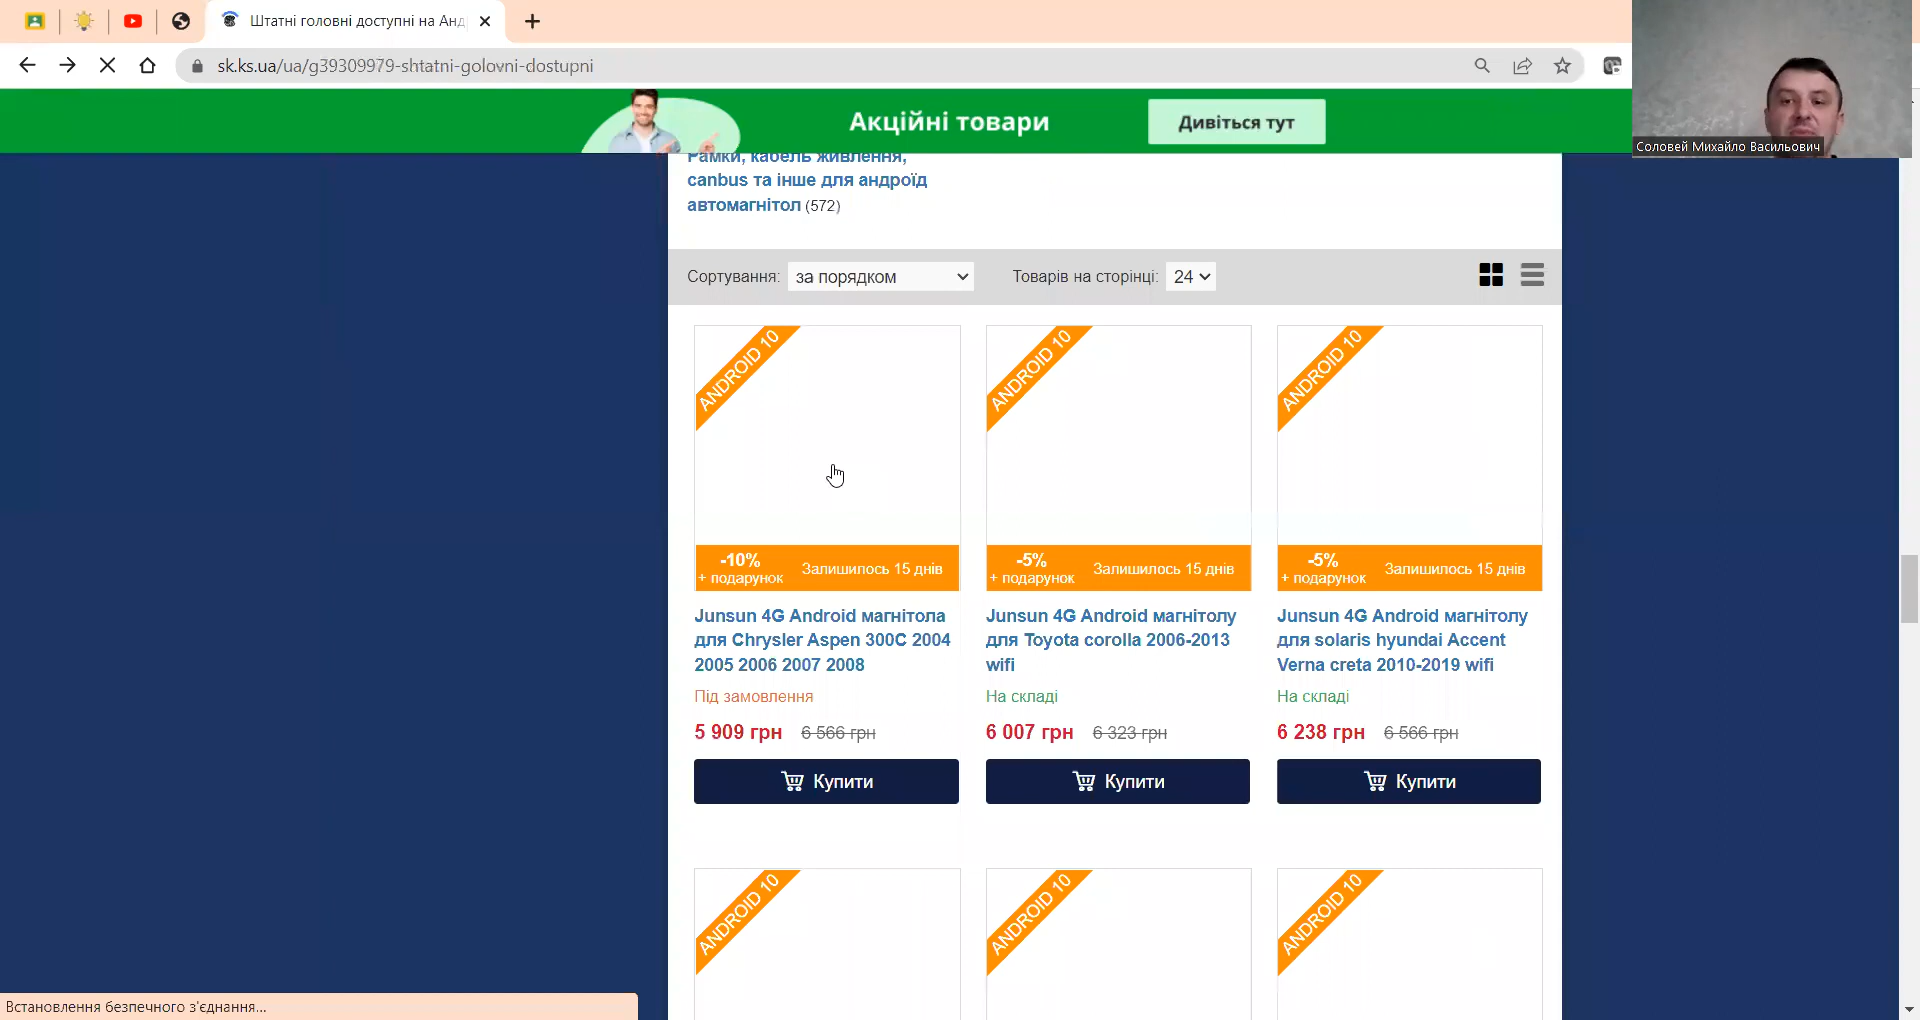 Штатні головні доступні на Анд
sk.ks.ua/ua/g39309979-shtatni-golovni-dostupni
Соловей Михайло Васильович
Акційні товари
Дивіться тут
Рамки, кабель живлення,
canbus та інше для андроїд
автомагнітол (572)
Сортування: за порядком Товарів на сторінці: 24
ANDROID 10
ANDROID 10
ANDROID 10
-10%
+ подарунок
Залишилось 15 днів
-5%
+ подарунок
Залишилось 15 днів
-5%
+ подарунок
Залишилось 15 днів
Junsun 4G Android магнітола
для Chrysler Aspen 300C 2004
2005 2006 2007 2008
Під замовлення
5 909 грн 6 566 грн
Купити
Junsun 4G Android магнітолу
для Toyota corolla 2006-2013
wifi
На складі
6 007 грн 6 323 грн
Купити
Junsun 4G Android магнітолу
для solaris hyundai Accent
Verna creta 2010-2019 wifi
На складі
6 238 грн 6 566 грн
Купити
ANDROID 10
ANDROID 10
ANDROID 10
Встановлення безпечного з'єднання...